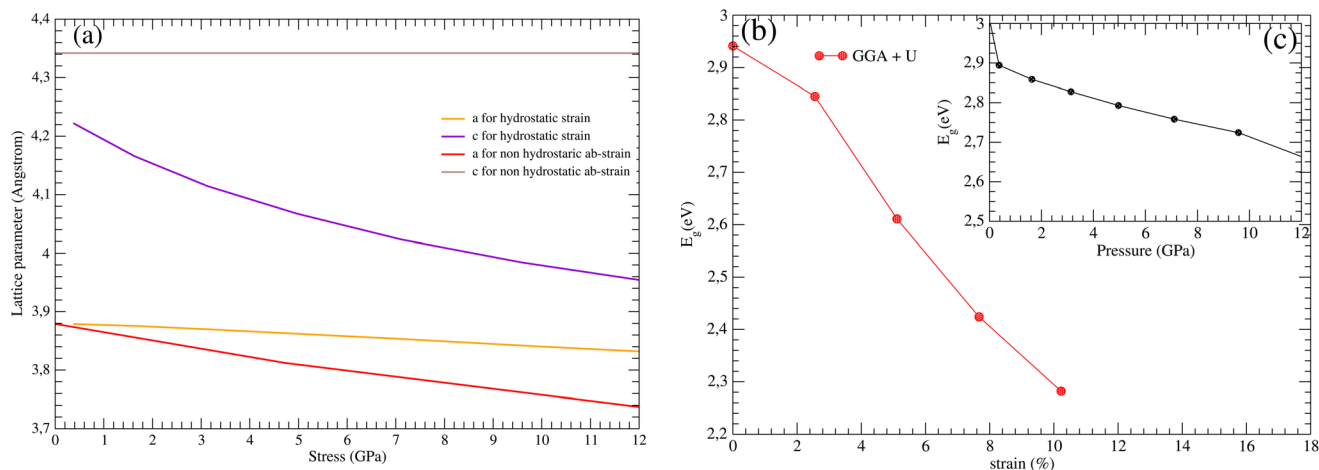 (a)
4,4
4,3
4,2
4,1
4
3,9
3,8
3,7
Lattice parameter (Angstrom)
a for hydrostatic strain
c for hydrostatic strain
a for non hydrostaric ab-strain
c for non hydrostatic ab-strain
0 1 2 3 4 5 6 7 8 9 10 11 12
Stress (GPa)
(b)
3
2,9
2,8
2,7
2,6
2,5
2,4
2,3
2,2
E_g(eV)
GGA + U
0 2 4 6 8 10 12 14 16 18
strain (%)
(c)
3
2,9
2,8
2,7
2,6
2,5
E_g(eV)
0 2 4 6 8 10 12
Pressure (GPa)